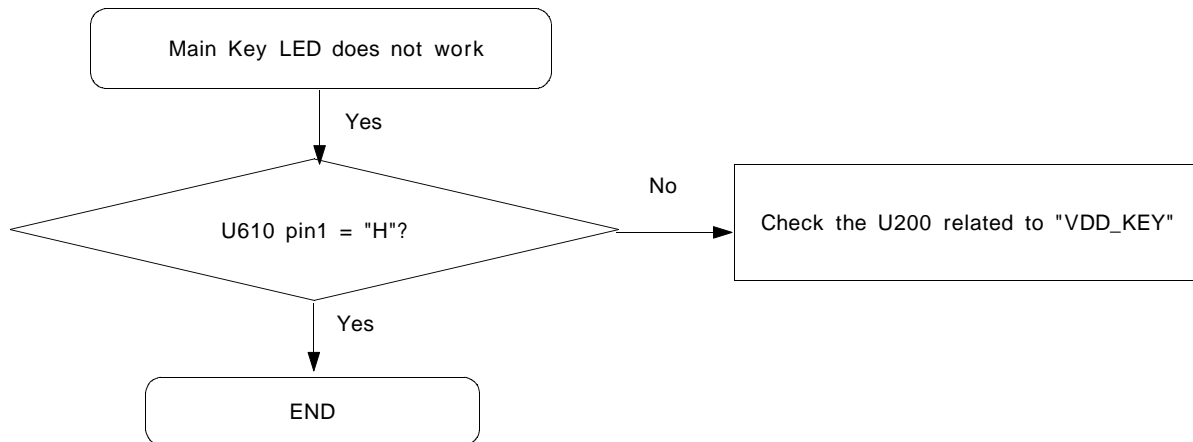 Main Key LED does not work
Yes
U610 pin1 = "H"?
No
Check the U200 related to "VDD_KEY"
Yes
END